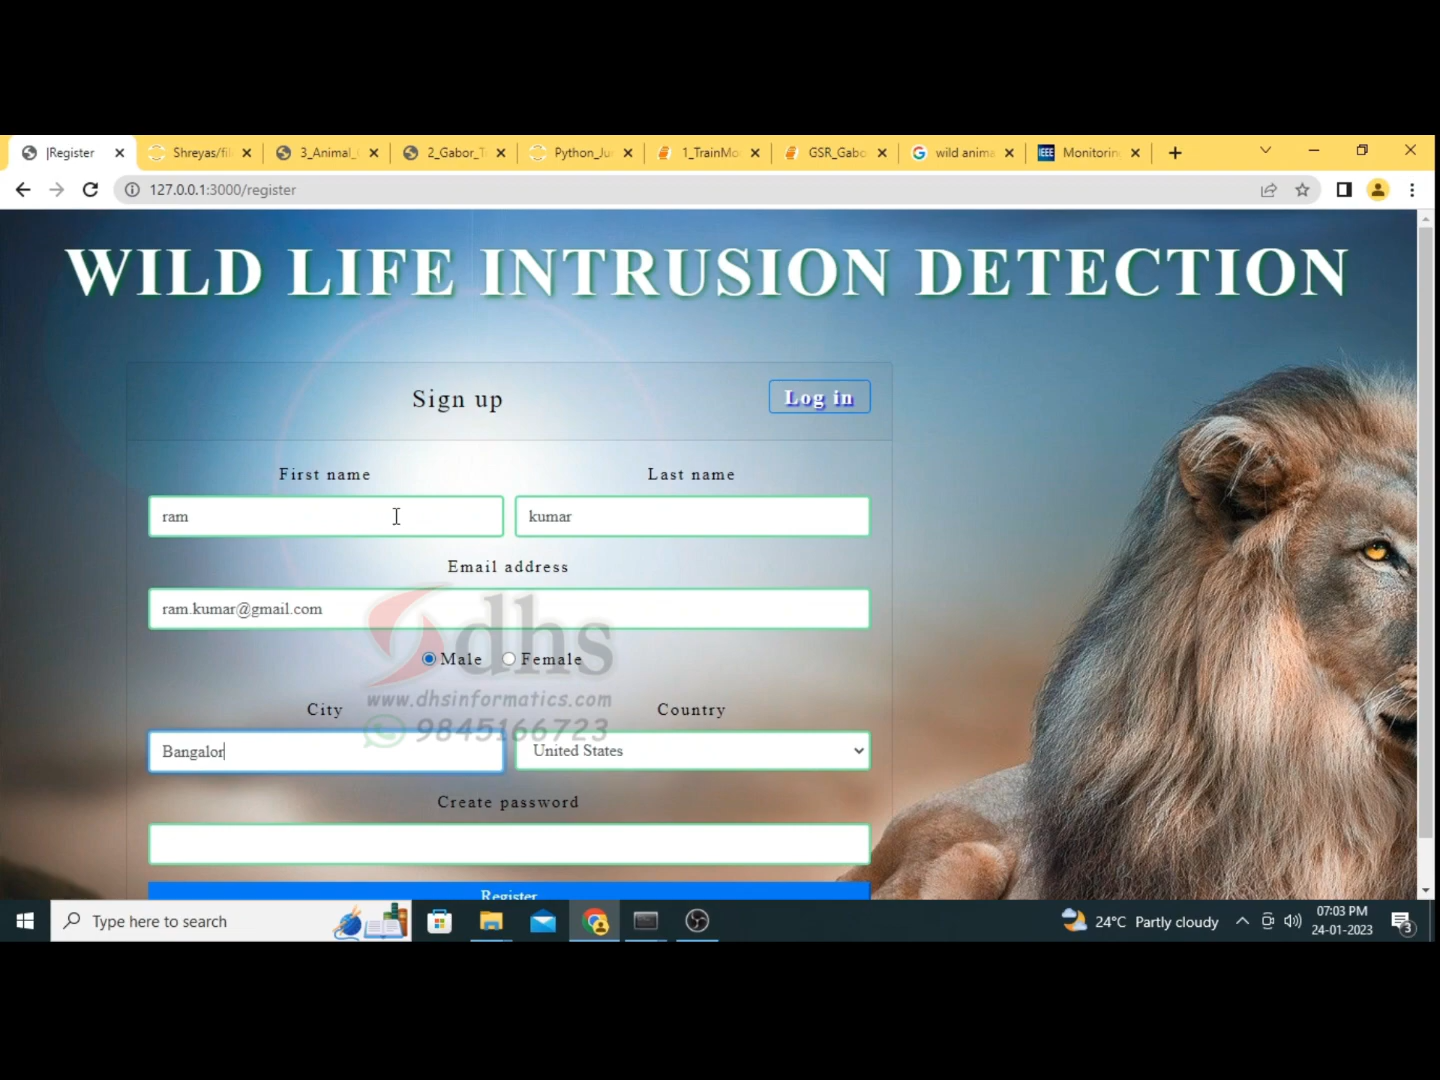 |Register
Shreyas/fil
3_Animal_
2_Gabor_T
Python_Ju
1_TrainMo
GSR_Gabo
wild anima
IEEE
Monitorin
127.0.0.1:3000/register
WILD LIFE INTRUSION DETECTION
Sign up
Log in
First name
Last name
ram
kumar
Email address
ram.kumar@gmail.com
dhs
Male
Female
www.dhsinformatics.com
City
Country
9845166723
Bangalor
United States
Create password
Register
Type here to search
24°C Partly cloudy
07:03 PM
24-01-2023
3